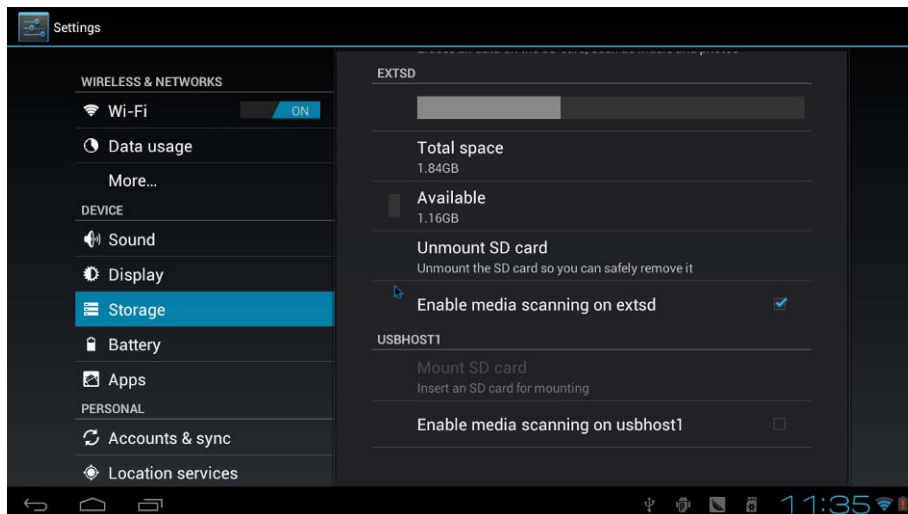 Settings
WIRELESS & NETWORKS
Wi-Fi
ON
Data usage
More...
DEVICE
Sound
Display
Storage
Battery
Apps
PERSONAL
Accounts & sync
Location services
EXTSD
Total space
1.84GB
Available
1.16GB
Unmount SD card
Unmount the SD card so you can safely remove it
Enable media scanning on extsd
USBHOST1
Mount SD card
Insert an SD card for mounting
Enable media scanning on usbhost1
11:35